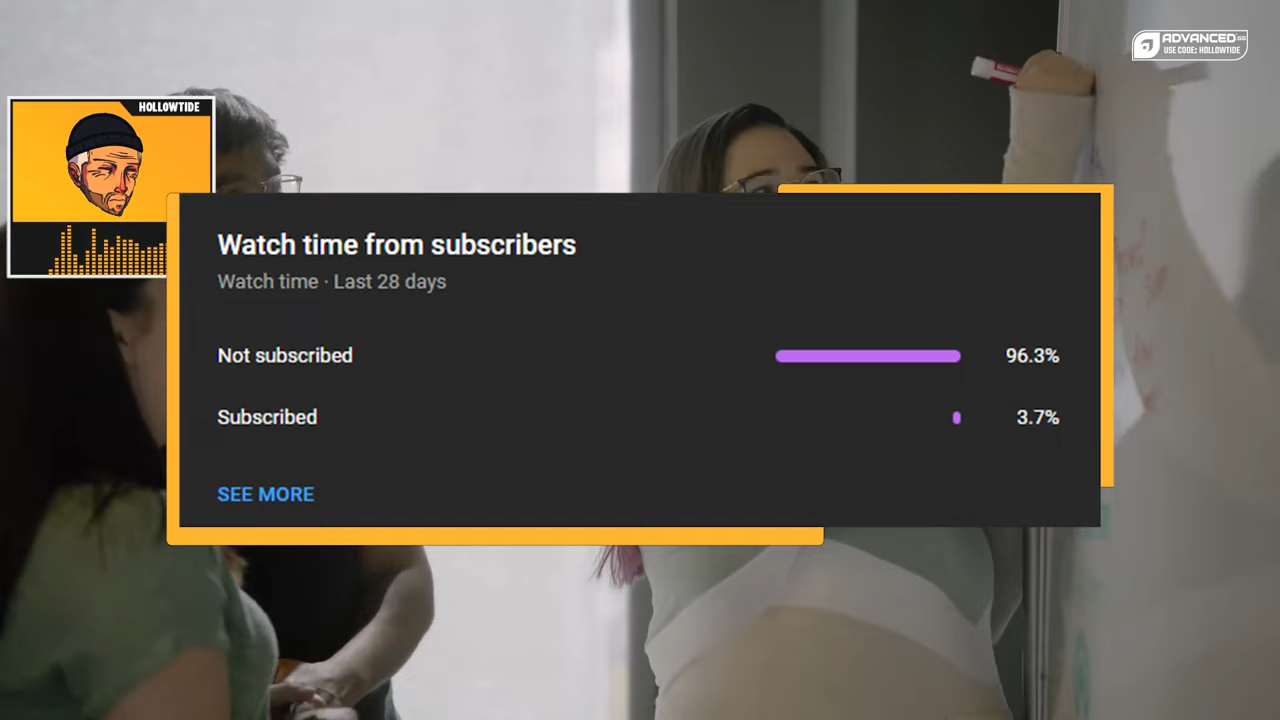 ADVANCED.GG
USE CODE: HOLLOWTIDE
HOLLOWTIDE
Watch time from subscribers
Watch time · Last 28 days
Not subscribed 96.3%
Subscribed 3.7%
SEE MORE